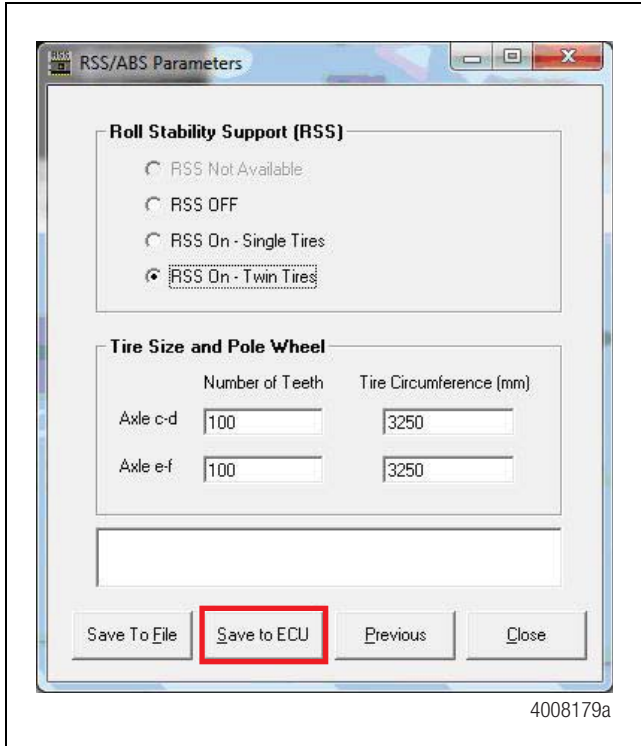 RSS
RSS/ABS Parameters
Roll Stability Support (RSS)
RSS Not Available
RSS OFF
RSS On - Single Tires
RSS On - Twin Tires
Tire Size and Pole Wheel
Number of Teeth Tire Circumference (mm)
Axle c-d 100 3250
Axle e-f 100 3250
Save To File Save to ECU Previous Close
4008179a